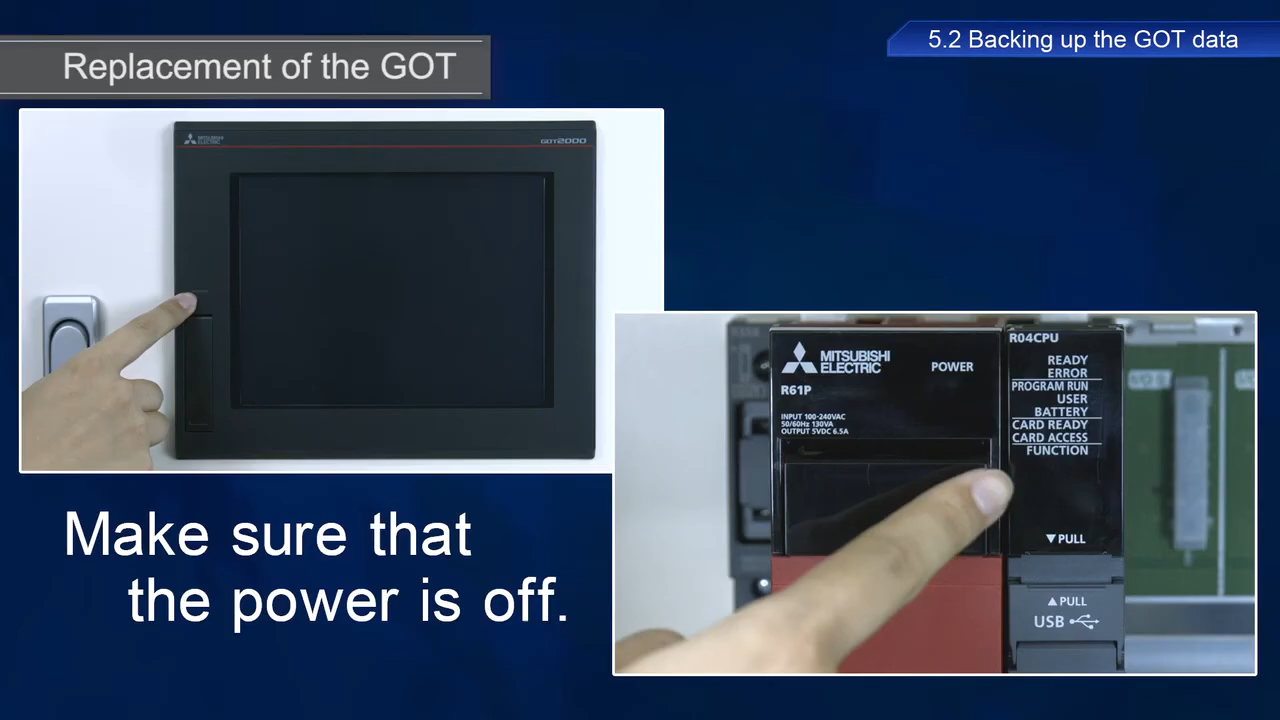 5.2 Backing up the GOT data
Replacement of the GOT
MITSUBISHI
ELECTRIC
GOT2000
Make sure that
the power is off.
MITSUBISHI
ELECTRIC
POWER
R61P
INPUT 100-240VAC
50/60Hz 130VA
OUTPUT 5VDC 6.5A
R04CPU
READY
ERROR
PROGRAM RUN
USER
BATTERY
CARD READY
CARD ACCESS
FUNCTION
▼PULL
▲PULL
USB